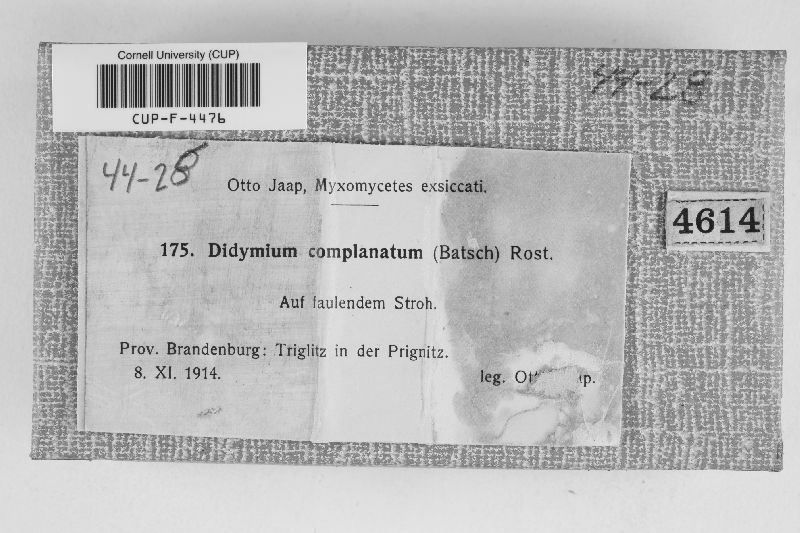 Cornell University (CUP)
CUP-F-4476
44-28
44-28
Otto Jaap, Myxomycetes exsiccati.
175. Didymium complanatum (Batsch) Rost.
4614
Auf faulendem Stroh.
Prov. Brandenburg: Triglitz in der Prignitz.
8. XI. 1914.
leg.